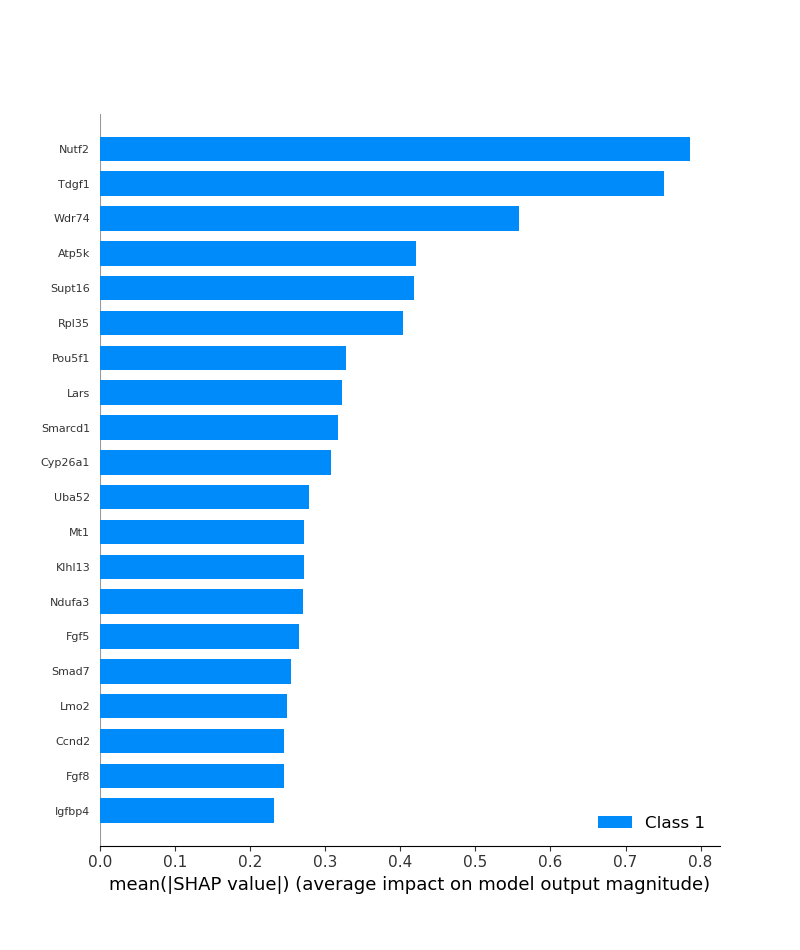 Nutf2
Tdgf1
Wdr74
Atp5k
Supt16
Rpl35
Pou5f1
Lars
Smarcd1
Cyp26a1
Uba52
Mt1
Klhl13
Ndufa3
Fgf5
Smad7
Lmo2
Ccnd2
Fgf8
Igfbp4
Class 1
0.0 0.1 0.2 0.3 0.4 0.5 0.6 0.7 0.8
mean(|SHAP value|) (average impact on model output magnitude)